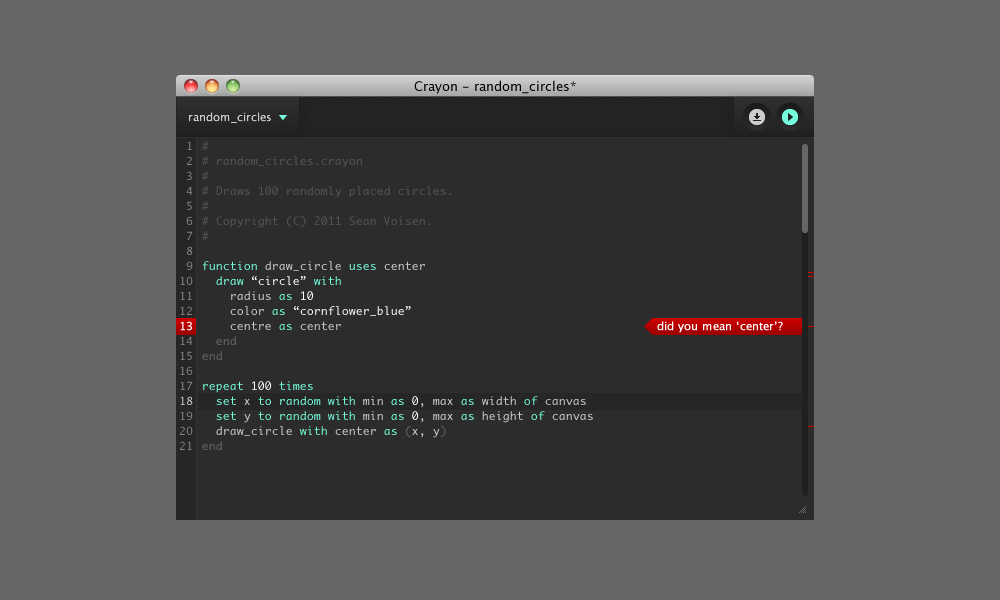 Crayon – random_circles*
random_circles
1 #
2 # random_circles.crayon
3 #
4 # Draws 100 randomly placed circles.
5 #
6 # Copyright (C) 2011 Sean Voisen.
7 #
8
9 function draw_circle uses center
10 draw “circle” with
11 radius as 10
12 color as “cornflower_blue”
13 centre as center did you mean ‘center’?
14 end
15 end
16
17 repeat 100 times
18 set x to random with min as 0, max as width of canvas
19 set y to random with min as 0, max as height of canvas
20 draw_circle with center as (x, y)
21 end